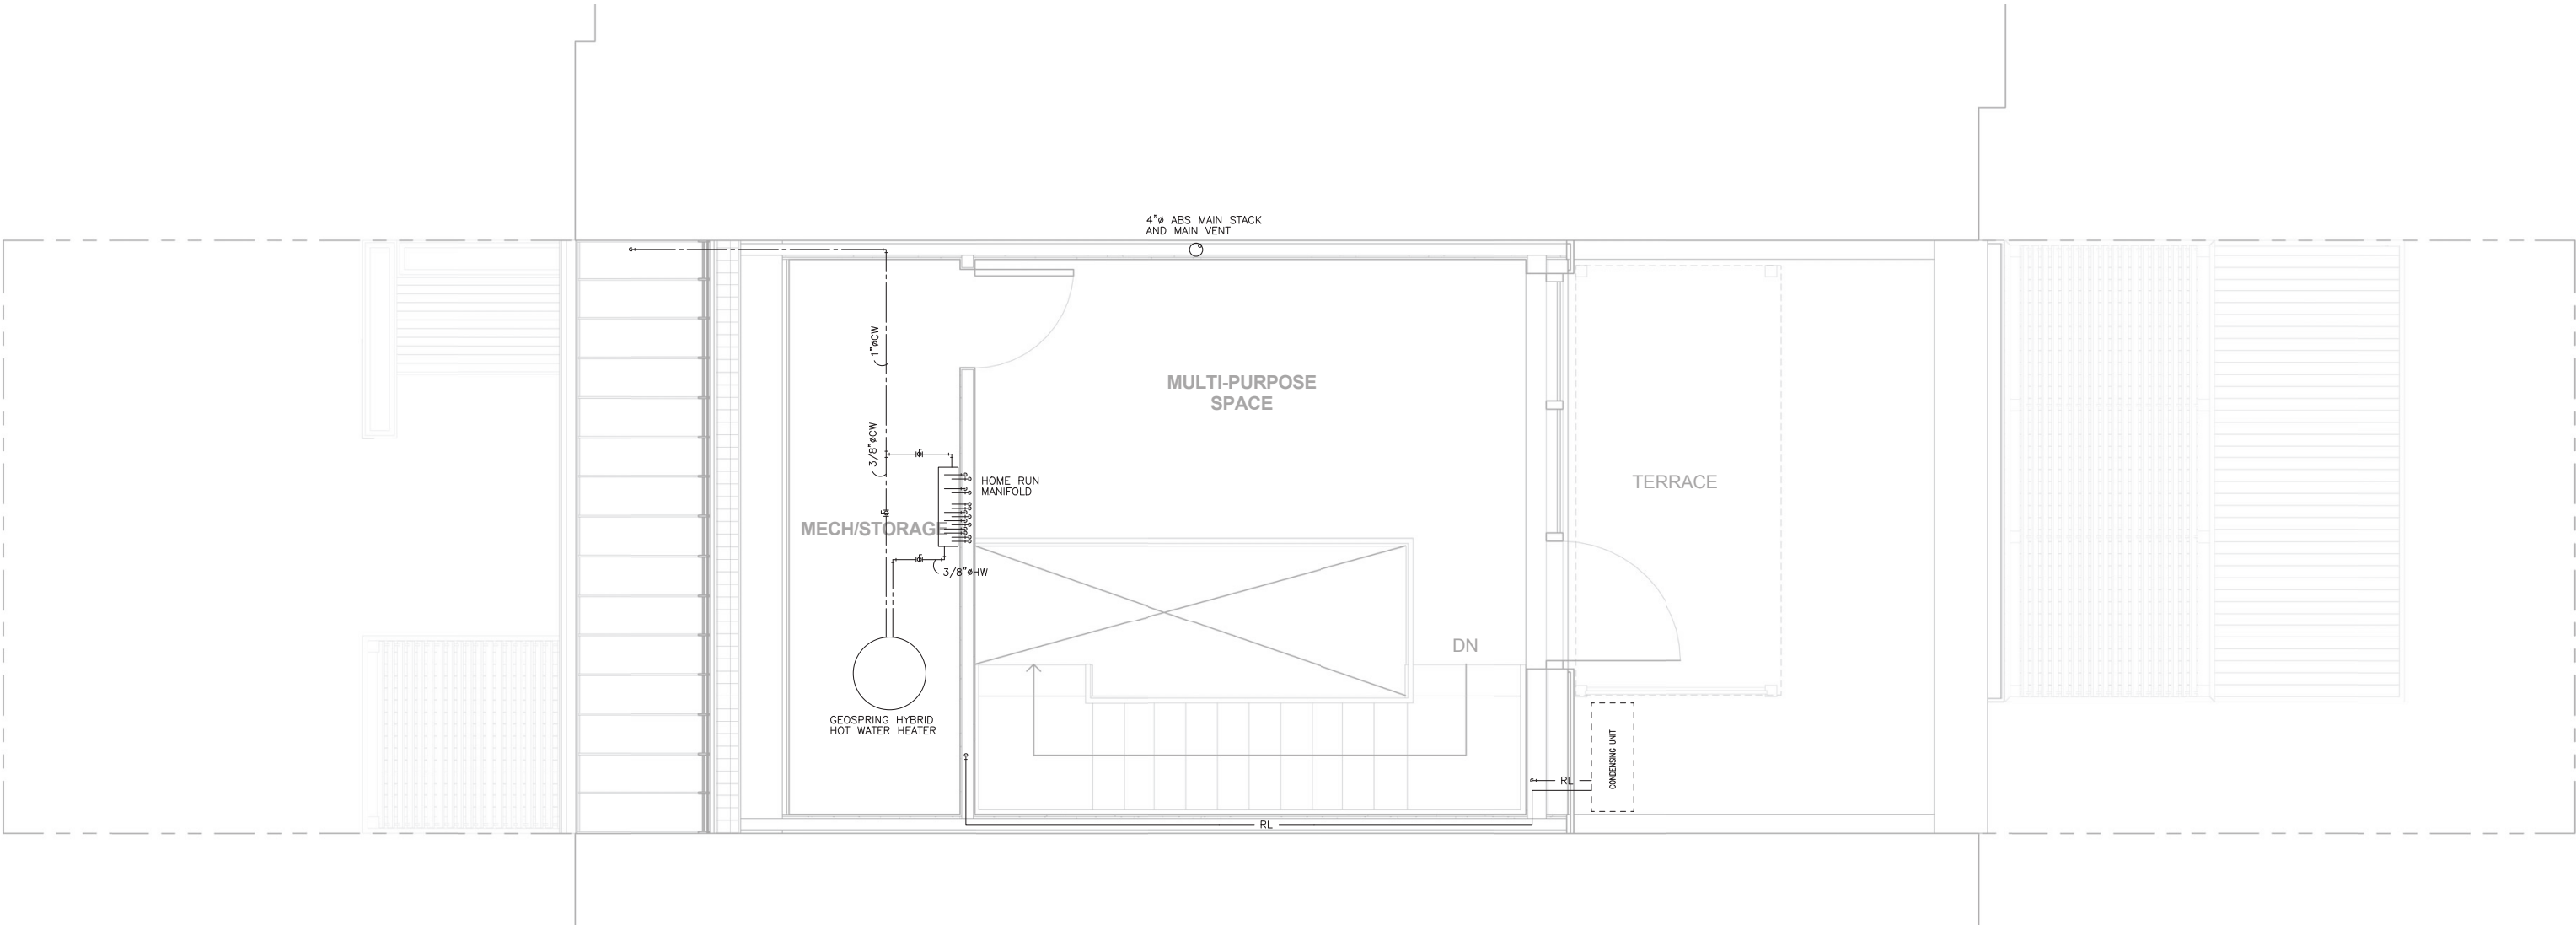 4"ø ABS MAIN STACK
AND MAIN VENT
1"øCW
MULTI-PURPOSE
SPACE
3/8"øCW
HOME RUN
MANIFOLD
TERRACE
MECH/STORAGE
3/8"øHW
DN
GEOSPRING HYBRID
HOT WATER HEATER
CONDENSING UNIT
RL
RL